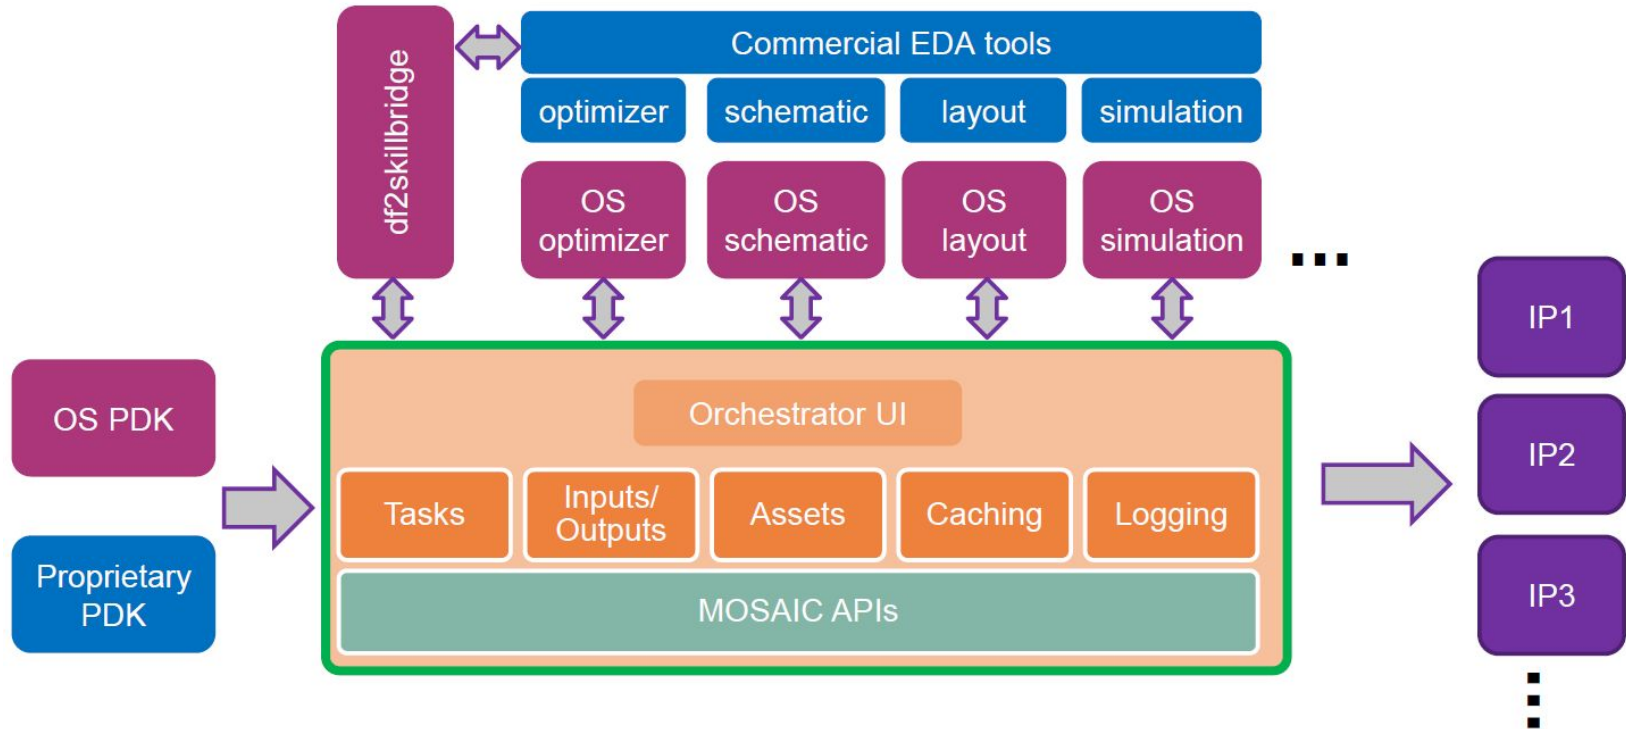 df2skillbridge
Commercial EDA tools
optimizer
schematic
layout
simulation
OS
optimizer
OS
schematic
OS
layout
OS
simulation
...
OS PDK
Proprietary
PDK
Orchestrator UI
Tasks
Inputs/
Outputs
Assets
Caching
Logging
MOSAIC APIs
IP1
IP2
IP3
...